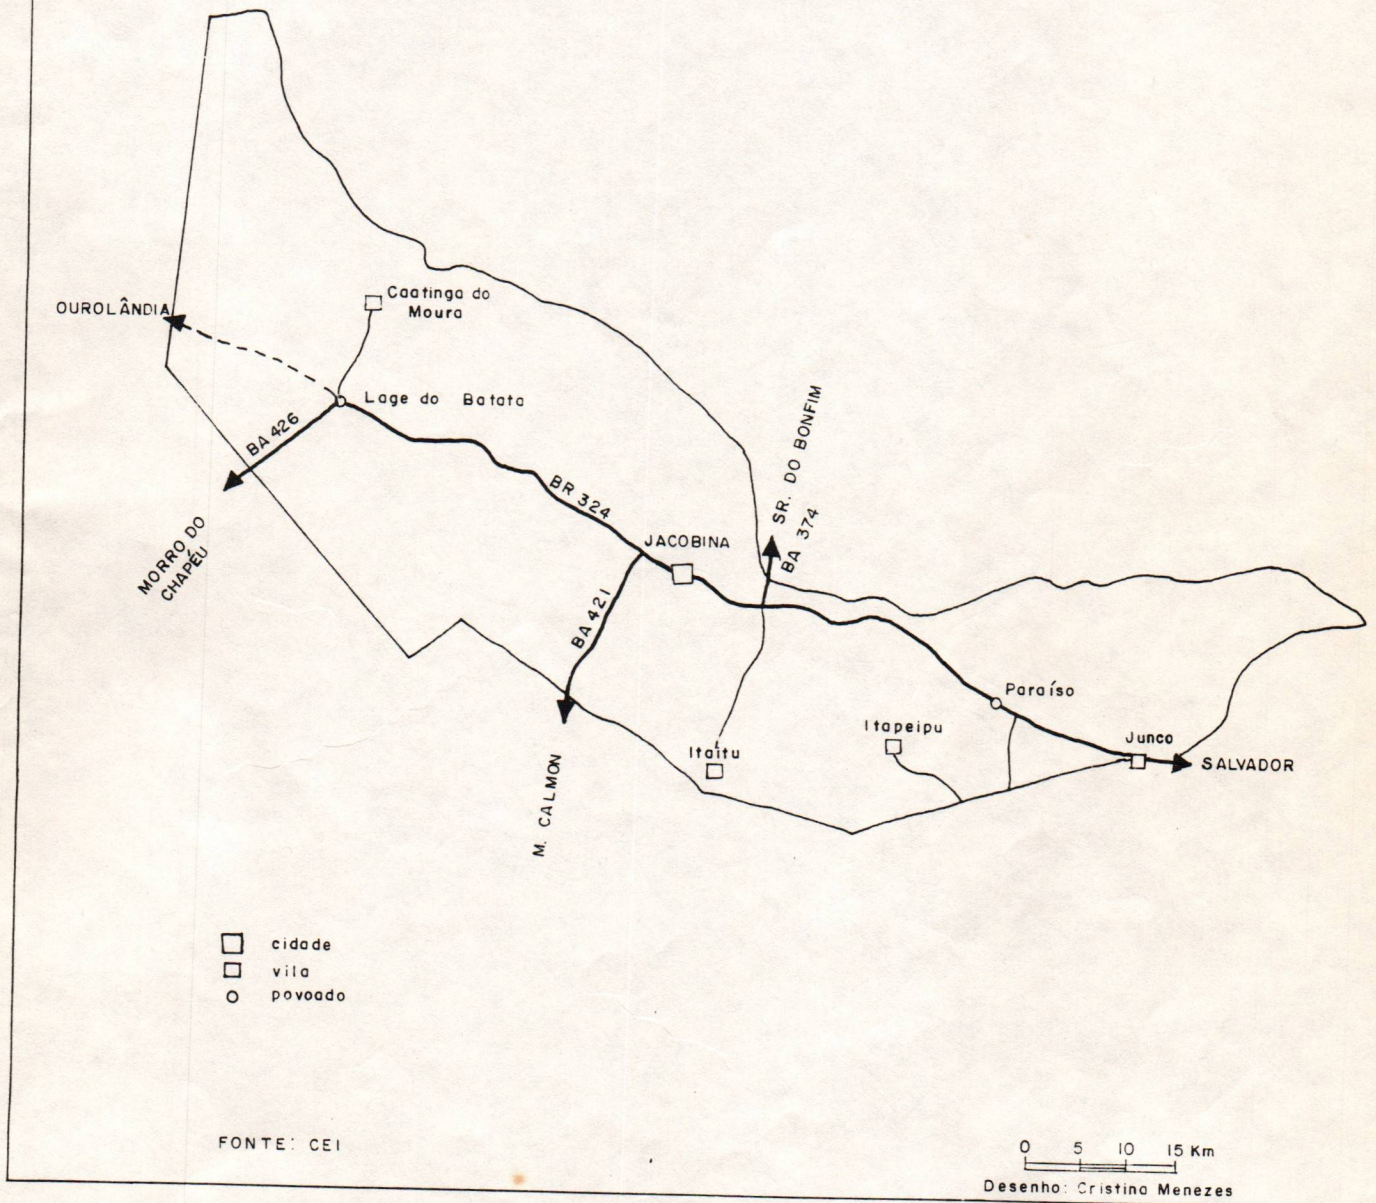 Caatinga do
Moura
OUROLÂNDIA
Lage do Batata
BA 426
BR 324
SR. DO BONFIM
BA 374
MORRO DO
CHAPÉU
JACOBINA
BA 421
Paraíso
Itapeipu
Junco
Itaitu
SALVADOR
M. CALMON
cidade
vila
povoado
FONTE: CEI
0 5 10 15 Km
Desenho: Cristina Menezes